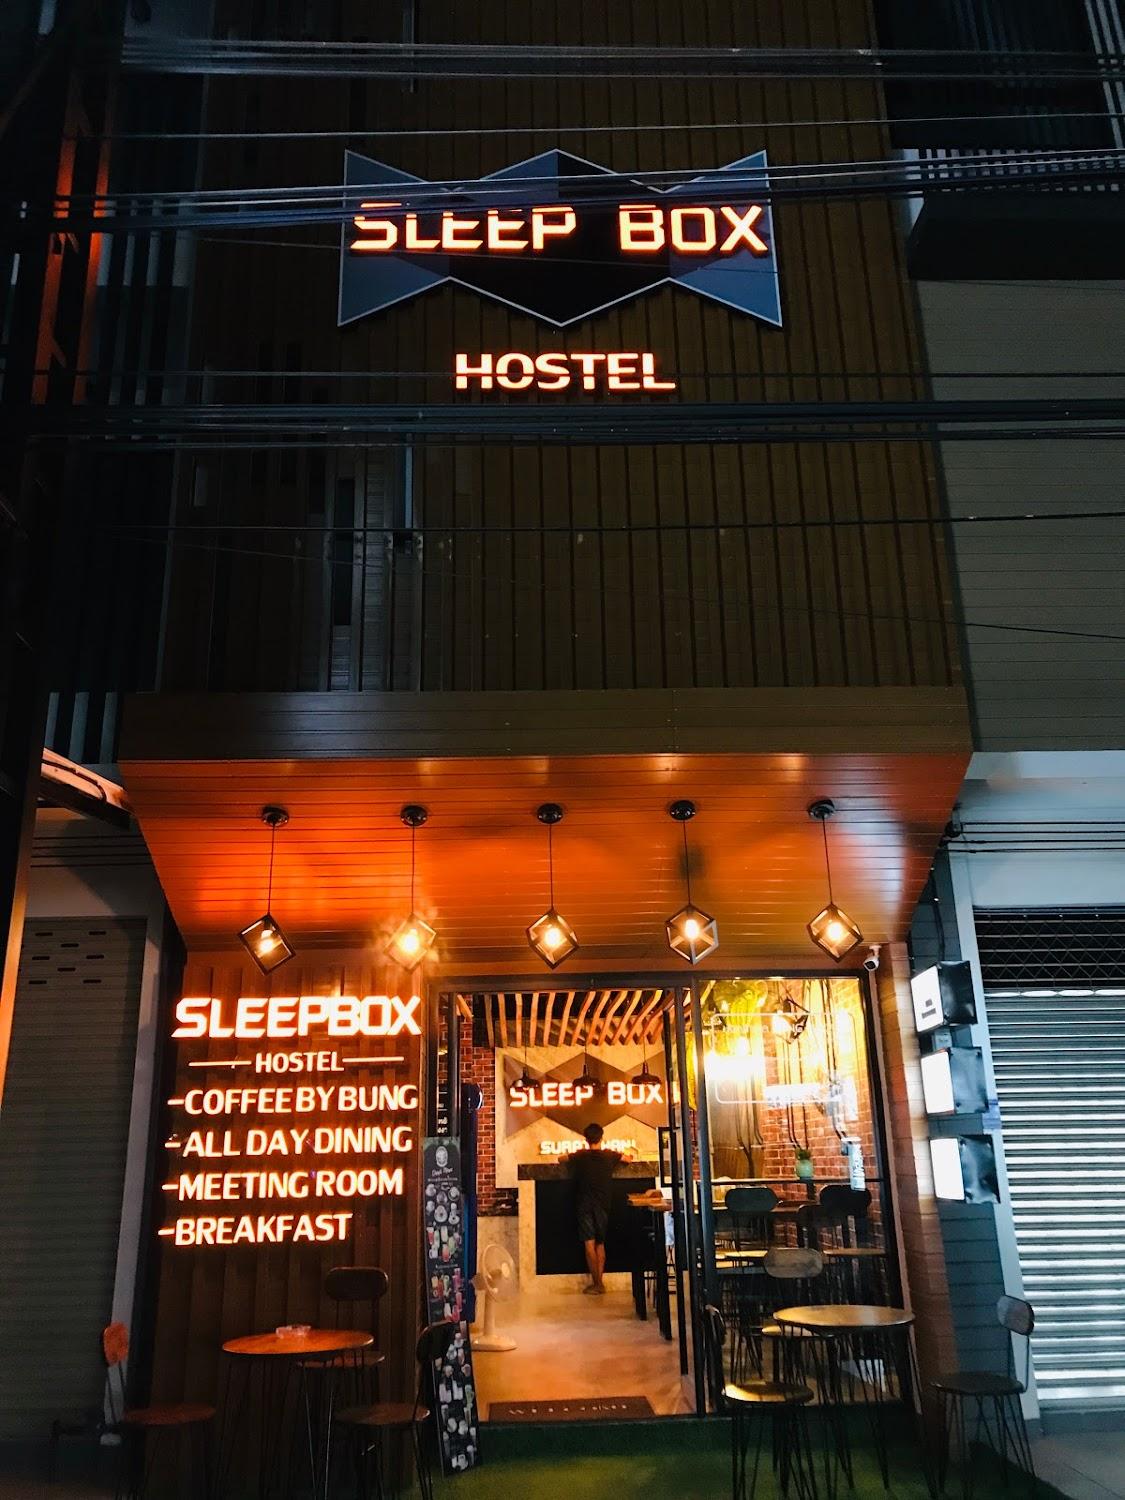 SLEEP BOX
HOSTEL
SLEEPBOX
HOSTEL
-COFFEE BY BUNG
-ALL DAY DINING
-MEETING ROOM
-BREAKFAST
SLEEP BOX